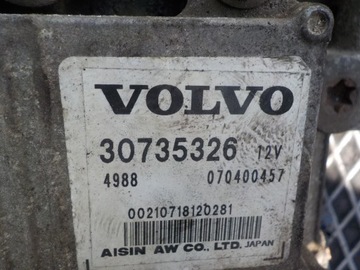 VOLVO
30735326 12V
4988 070400457
00210718120281
AISIN AW CO., LTD. JAPAN